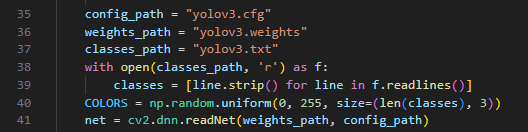 35 config_path = "yolov3.cfg"
36 weights_path = "yolov3.weights"
37 classes_path = "yolov3.txt"
38 with open(classes_path, 'r') as f:
39     classes = [line.strip() for line in f.readlines()]
40 COLORS = np.random.uniform(0, 255, size=(len(classes), 3))
41 net = cv2.dnn.readNet(weights_path, config_path)